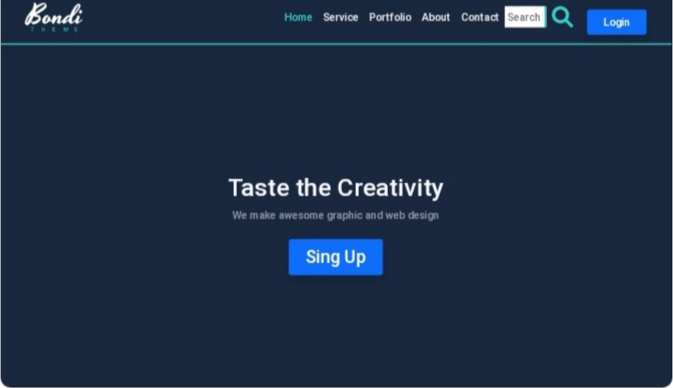 Bondi
THEME
Home Service Portfolio About Contact Search Login
Taste the Creativity
We make awesome graphic and web design
Sing Up